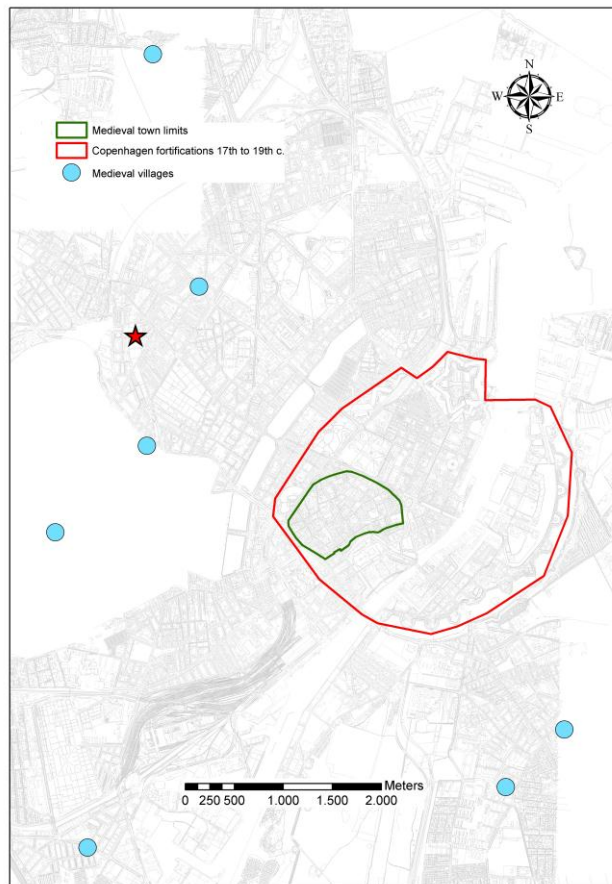 N
W E
S
Medieval town limits
Copenhagen fortifications 17th to 19th c.
Medieval villages
Meters
0 250 500 1.000 1.500 2.000